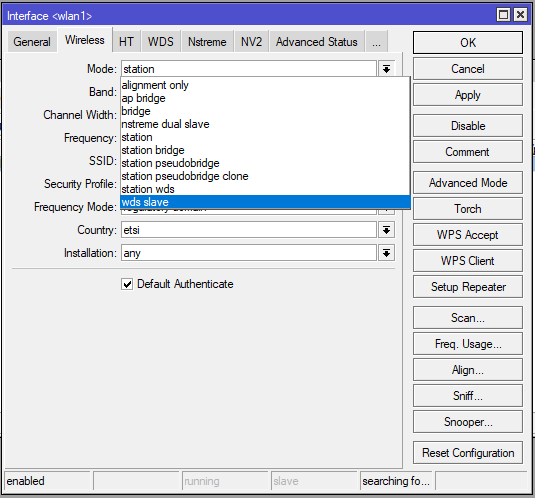 Interface <wlan1>
General Wireless HT WDS Nstreme NV2 Advanced Status ...
Mode: station
alignment only
ap bridge
bridge
nstreme dual slave
station
station bridge
station pseudobridge
station pseudobridge clone
station wds
wds slave
Band:
Channel Width:
Frequency:
SSID:
Security Profile:
Frequency Mode: regulatory domain
Country: etsi
Installation: any
Default Authenticate
OK
Cancel
Apply
Disable
Comment
Advanced Mode
Torch
WPS Accept
WPS Client
Setup Repeater
Scan...
Freq. Usage...
Align...
Sniff...
Snooper...
Reset Configuration
enabled running slave searching fo...